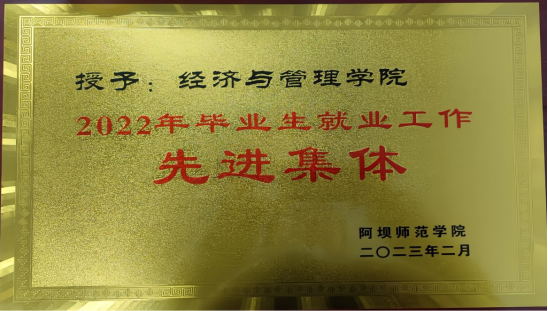 授予：经济与管理学院
2022年毕业生就业工作
先进集体
阿坝师范学院
二〇二三年二月